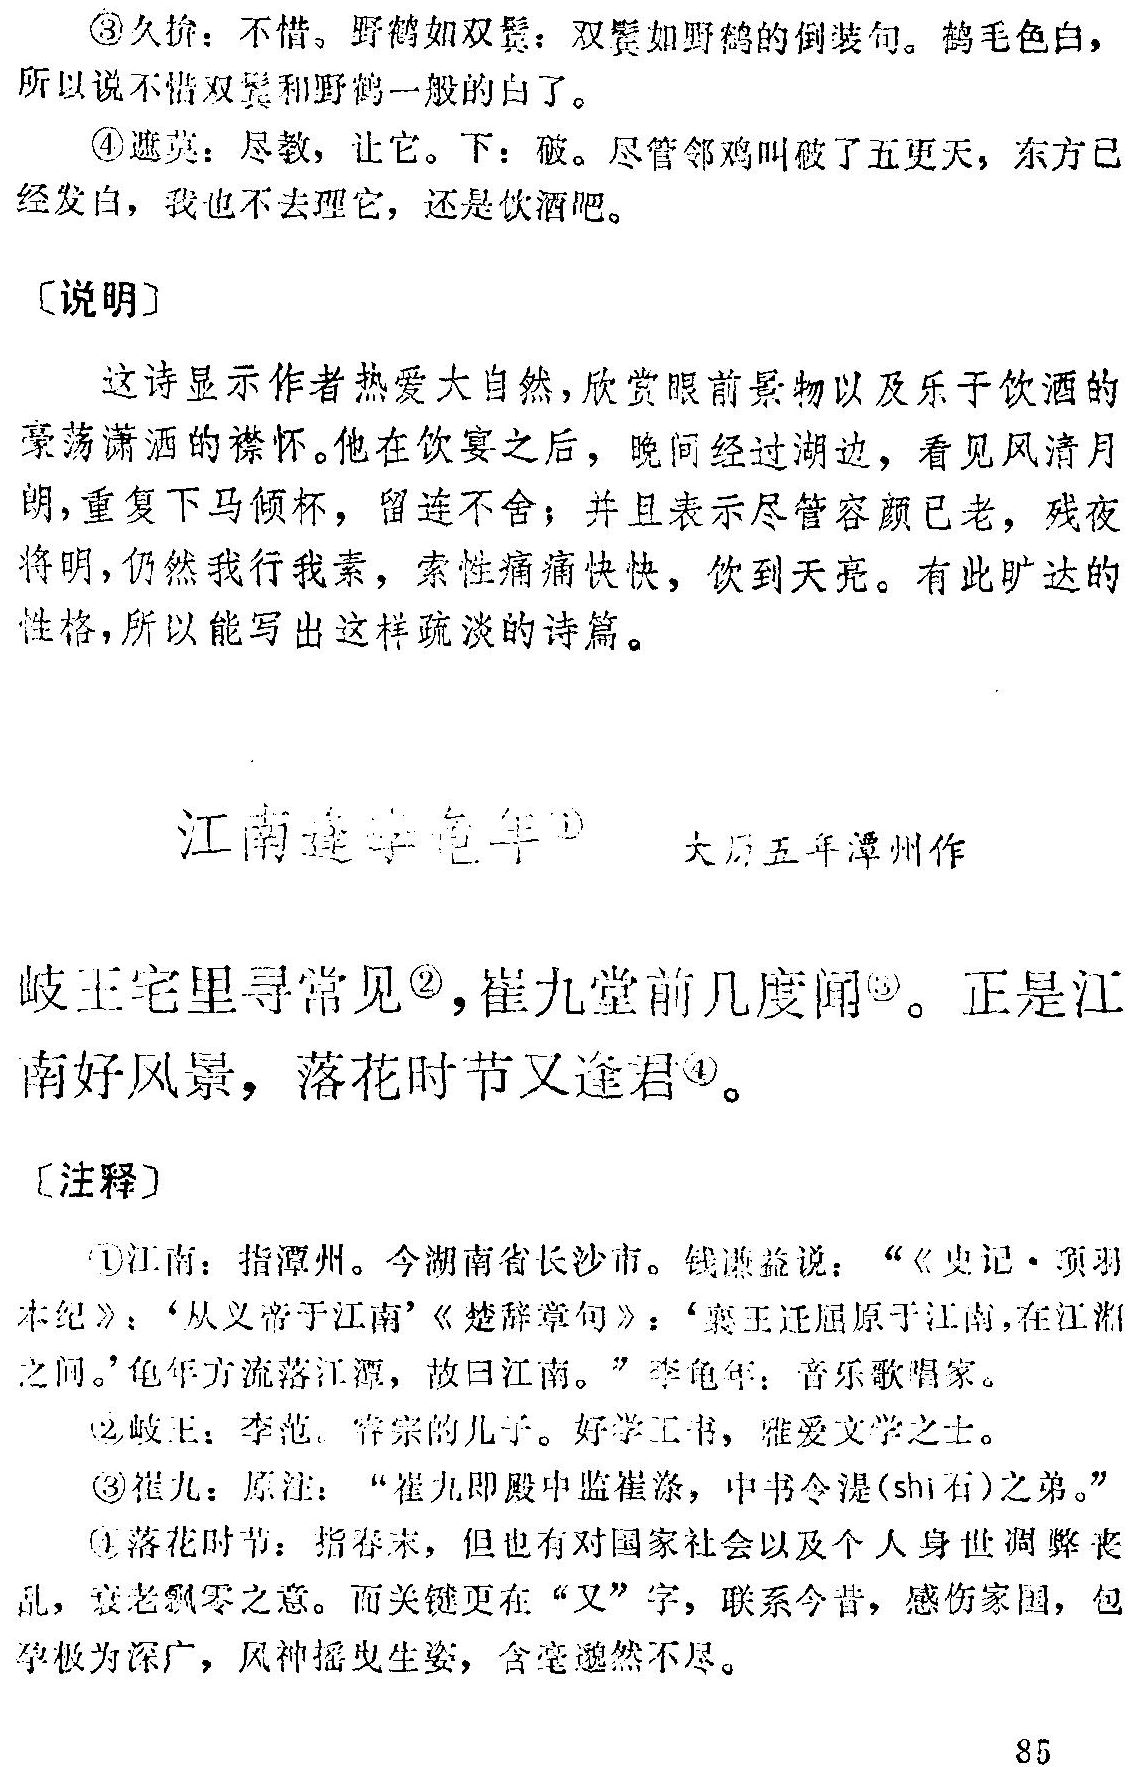 ③久拚：不惜。野鹤如双鬓：双鬓如野鹤的倒装句。鹤毛色白，
所以说不惜双鬓和野鹤一般的白了。
④遮莫：尽教，让它。下：破。尽管邻鸡叫破了五更天，东方已
经发白，我也不去理它，还是饮酒吧。
〔说明〕
这诗显示作者热爱大自然，欣赏眼前景物以及乐于饮酒的
豪荡潇洒的襟怀。他在饮宴之后，晚间经过湖边，看见风清月
朗，重复下马倾杯，留连不舍；并且表示尽管容颜已老，残夜
将明，仍然我行我素，索性痛痛快快，饮到天亮。有此旷达的
性格，所以能写出这样疏淡的诗篇。
江南逢李龟年① 大历五年潭州作
岐王宅里寻常见②，崔九堂前几度闻③。正是江
南好风景，落花时节又逢君④。
〔注释〕
①江南：指潭州。今湖南省长沙市。钱谦益说：“《史记·项羽
本纪》：‘从义帝于江南’《楚辞章句》：‘襄王迁屈原于江南，在江湘
之间。’龟年方流落江潭，故曰江南。”李龟年：音乐歌唱家。
②岐王：李范。睿宗的儿子。好学工书，雅爱文学之士。
③崔九：原注：“崔九即殿中监崔涤，中书令湜(shi石)之弟。”
④落花时节：指春末，但也有对国家社会以及个人身世凋弊丧
乱，衰老飘零之意。而关键更在“又”字，联系今昔，感伤家国，包
孕极为深广，风神摇曳生姿，含毫邈然不尽。
85